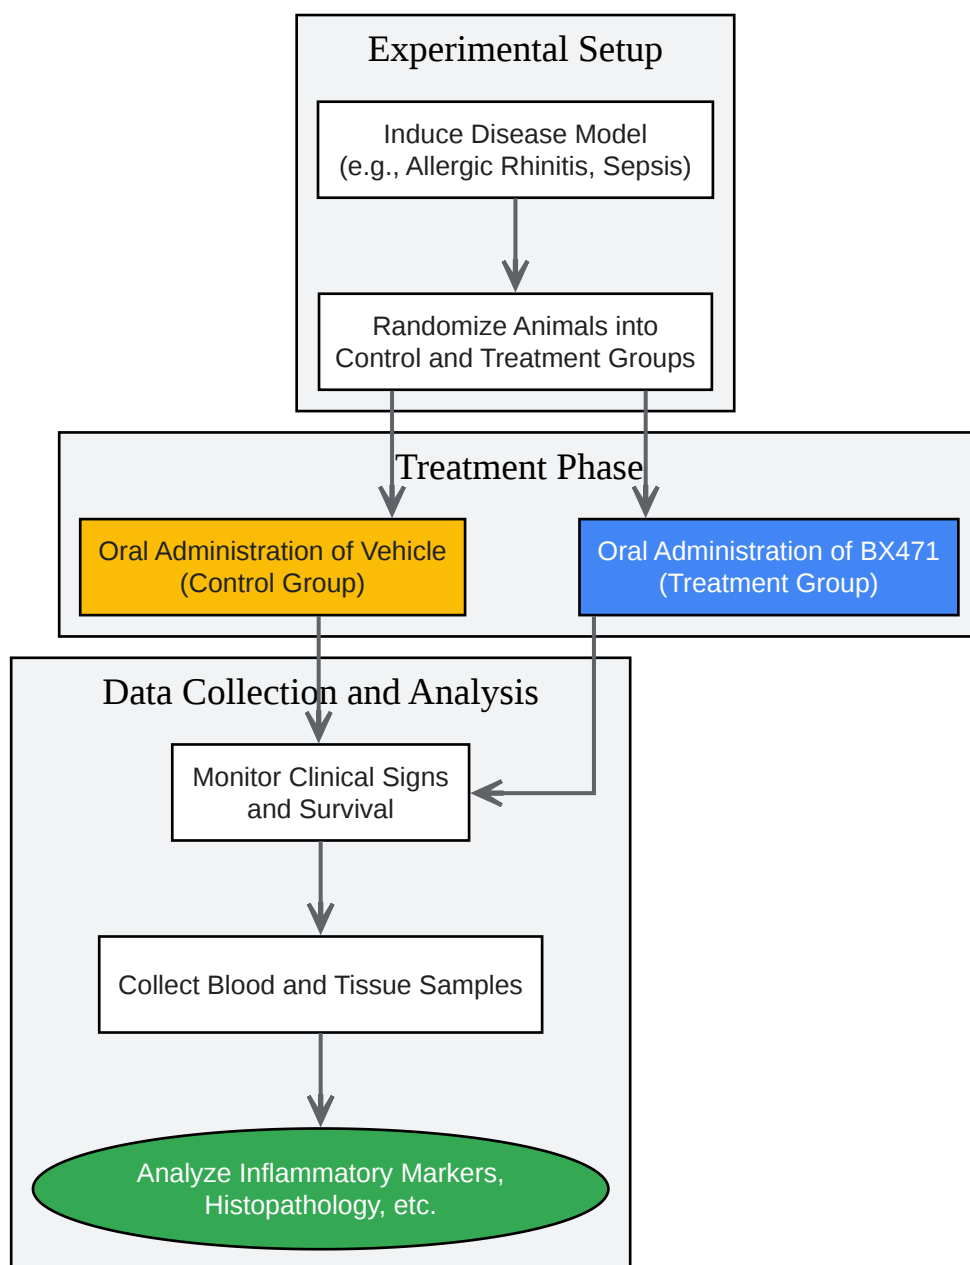 Experimental Setup
Induce Disease Model
(e.g., Allergic Rhinitis, Sepsis)
Randomize Animals into
Control and Treatment Groups
Treatment Phase
Oral Administration of Vehicle
(Control Group)
Oral Administration of BX471
(Treatment Group)
Data Collection and Analysis
Monitor Clinical Signs
and Survival
Collect Blood and Tissue Samples
Analyze Inflammatory Markers,
Histopathology, etc.